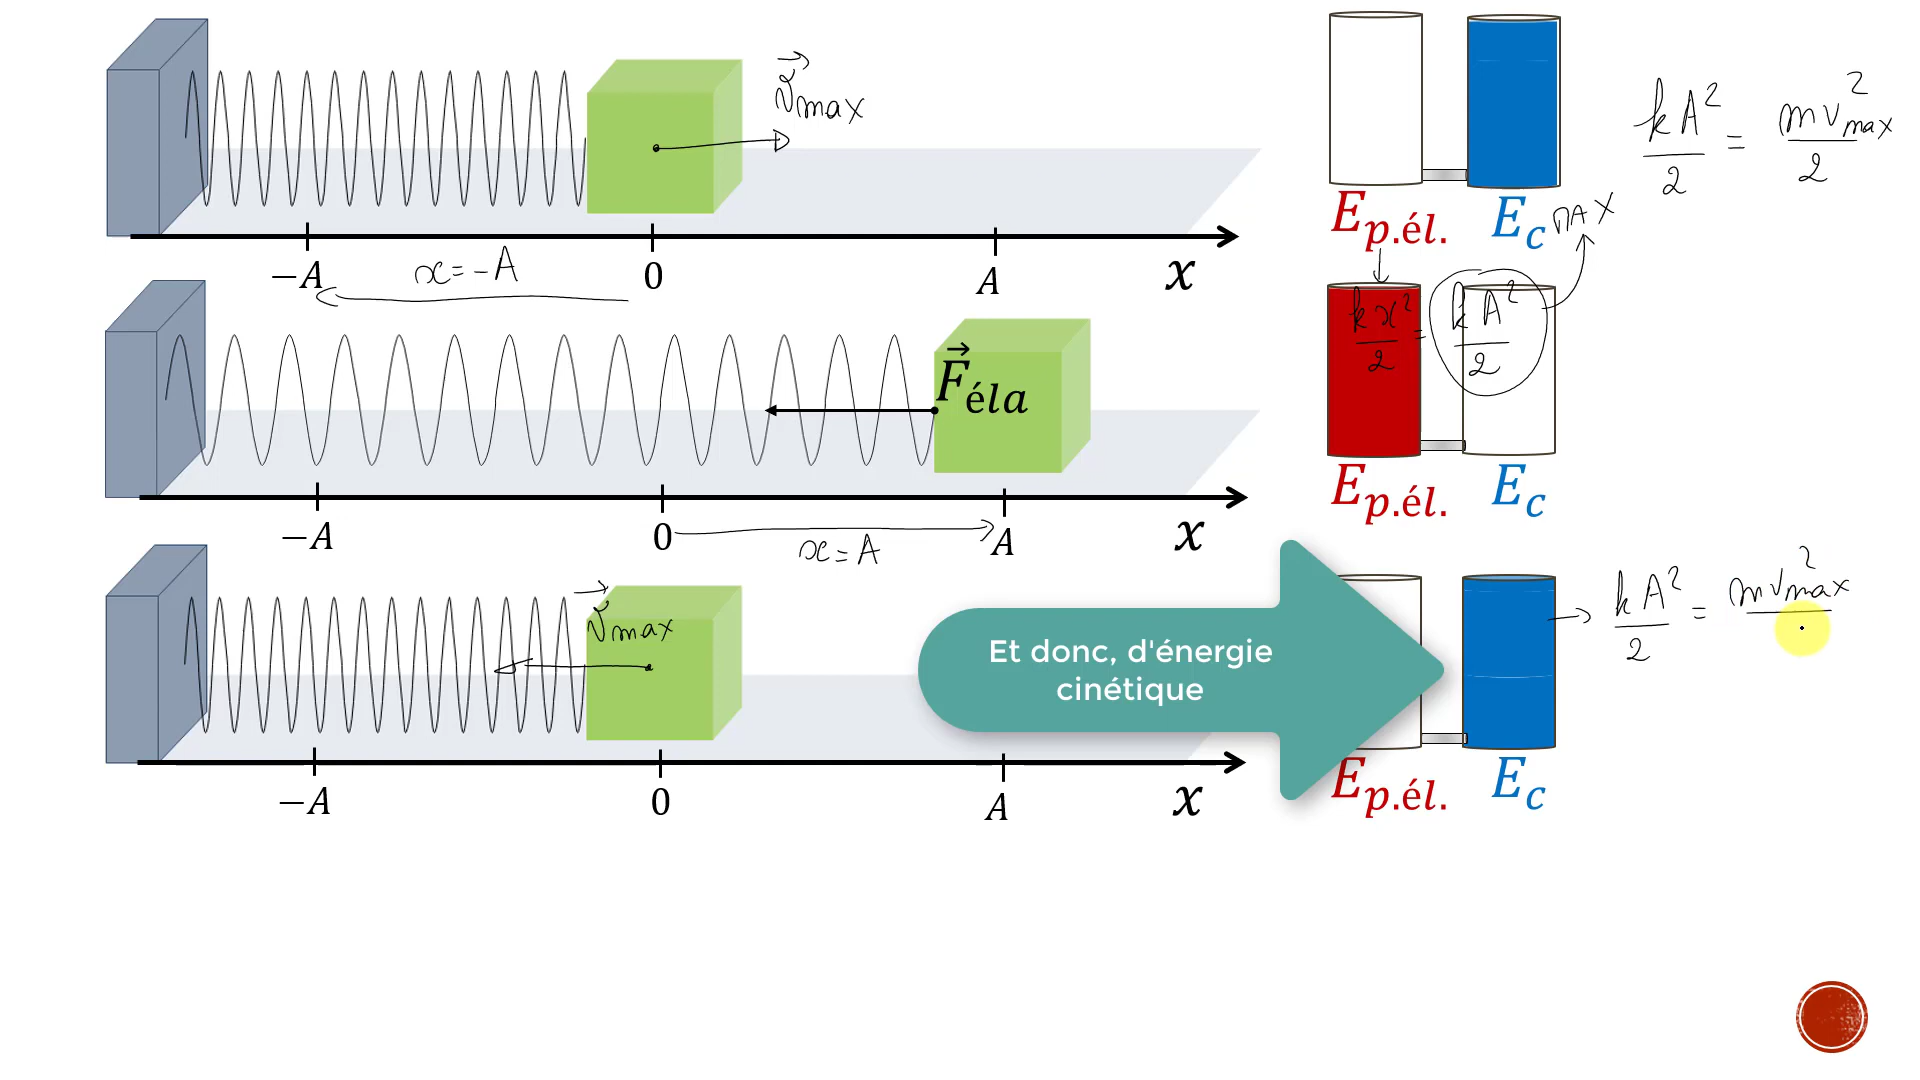 v⃗max
kA²/2 = mv²max/2
Ep.él. Ec MAX
−A x=-A 0 A x
kx²/2 = kA²/2
F⃗éla
Ep.él. Ec
−A 0 x=A A x
v⃗max
Et donc, d'énergie
cinétique
kA²/2 = mv²max
Ep.él. Ec
−A 0 A x